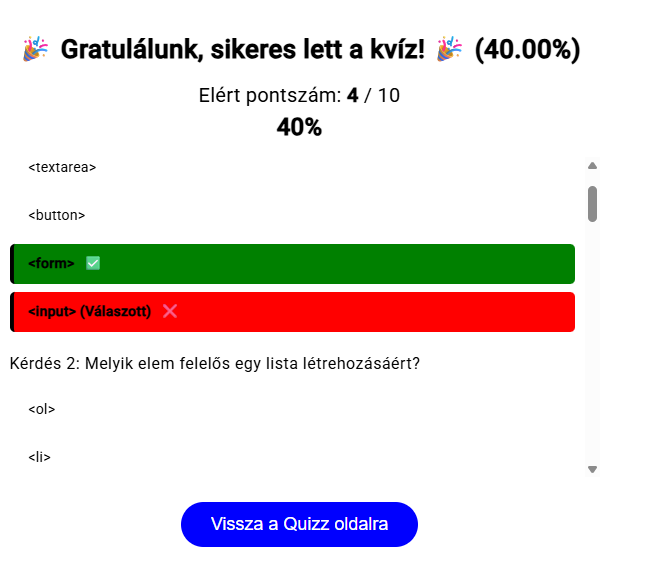 🎉 Gratulálunk, sikeres lett a kvíz! 🎉 (40.00%)
Elért pontszám: 4 / 10
40%
<textarea>
<button>
<form> ✅
<input> (Válaszott) ❌
Kérdés 2: Melyik elem felelős egy lista létrehozásáért?
<ol>
<li>
Vissza a Quizz oldalra